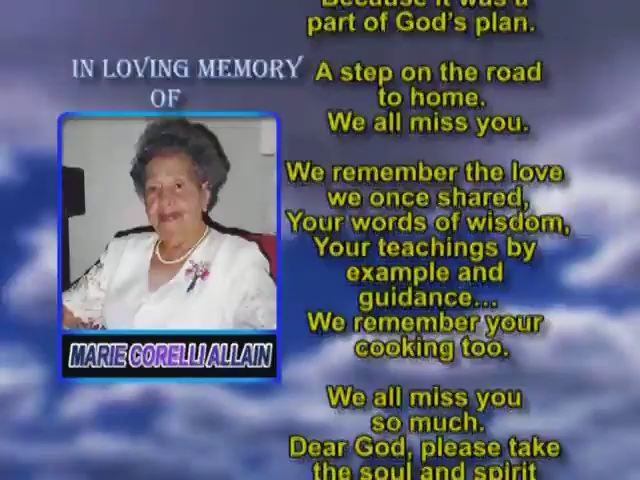 IN LOVING MEMORY
OF
MARIE CORELLI ALLAIN
Because it was a
part of God's plan.
A step on the road
to home.
We all miss you.
We remember the love
we once shared,
Your words of wisdom,
Your teachings by
example and
guidance...
We remember your
cooking too.
We all miss you
so much.
Dear God, please take
the soul and spirit